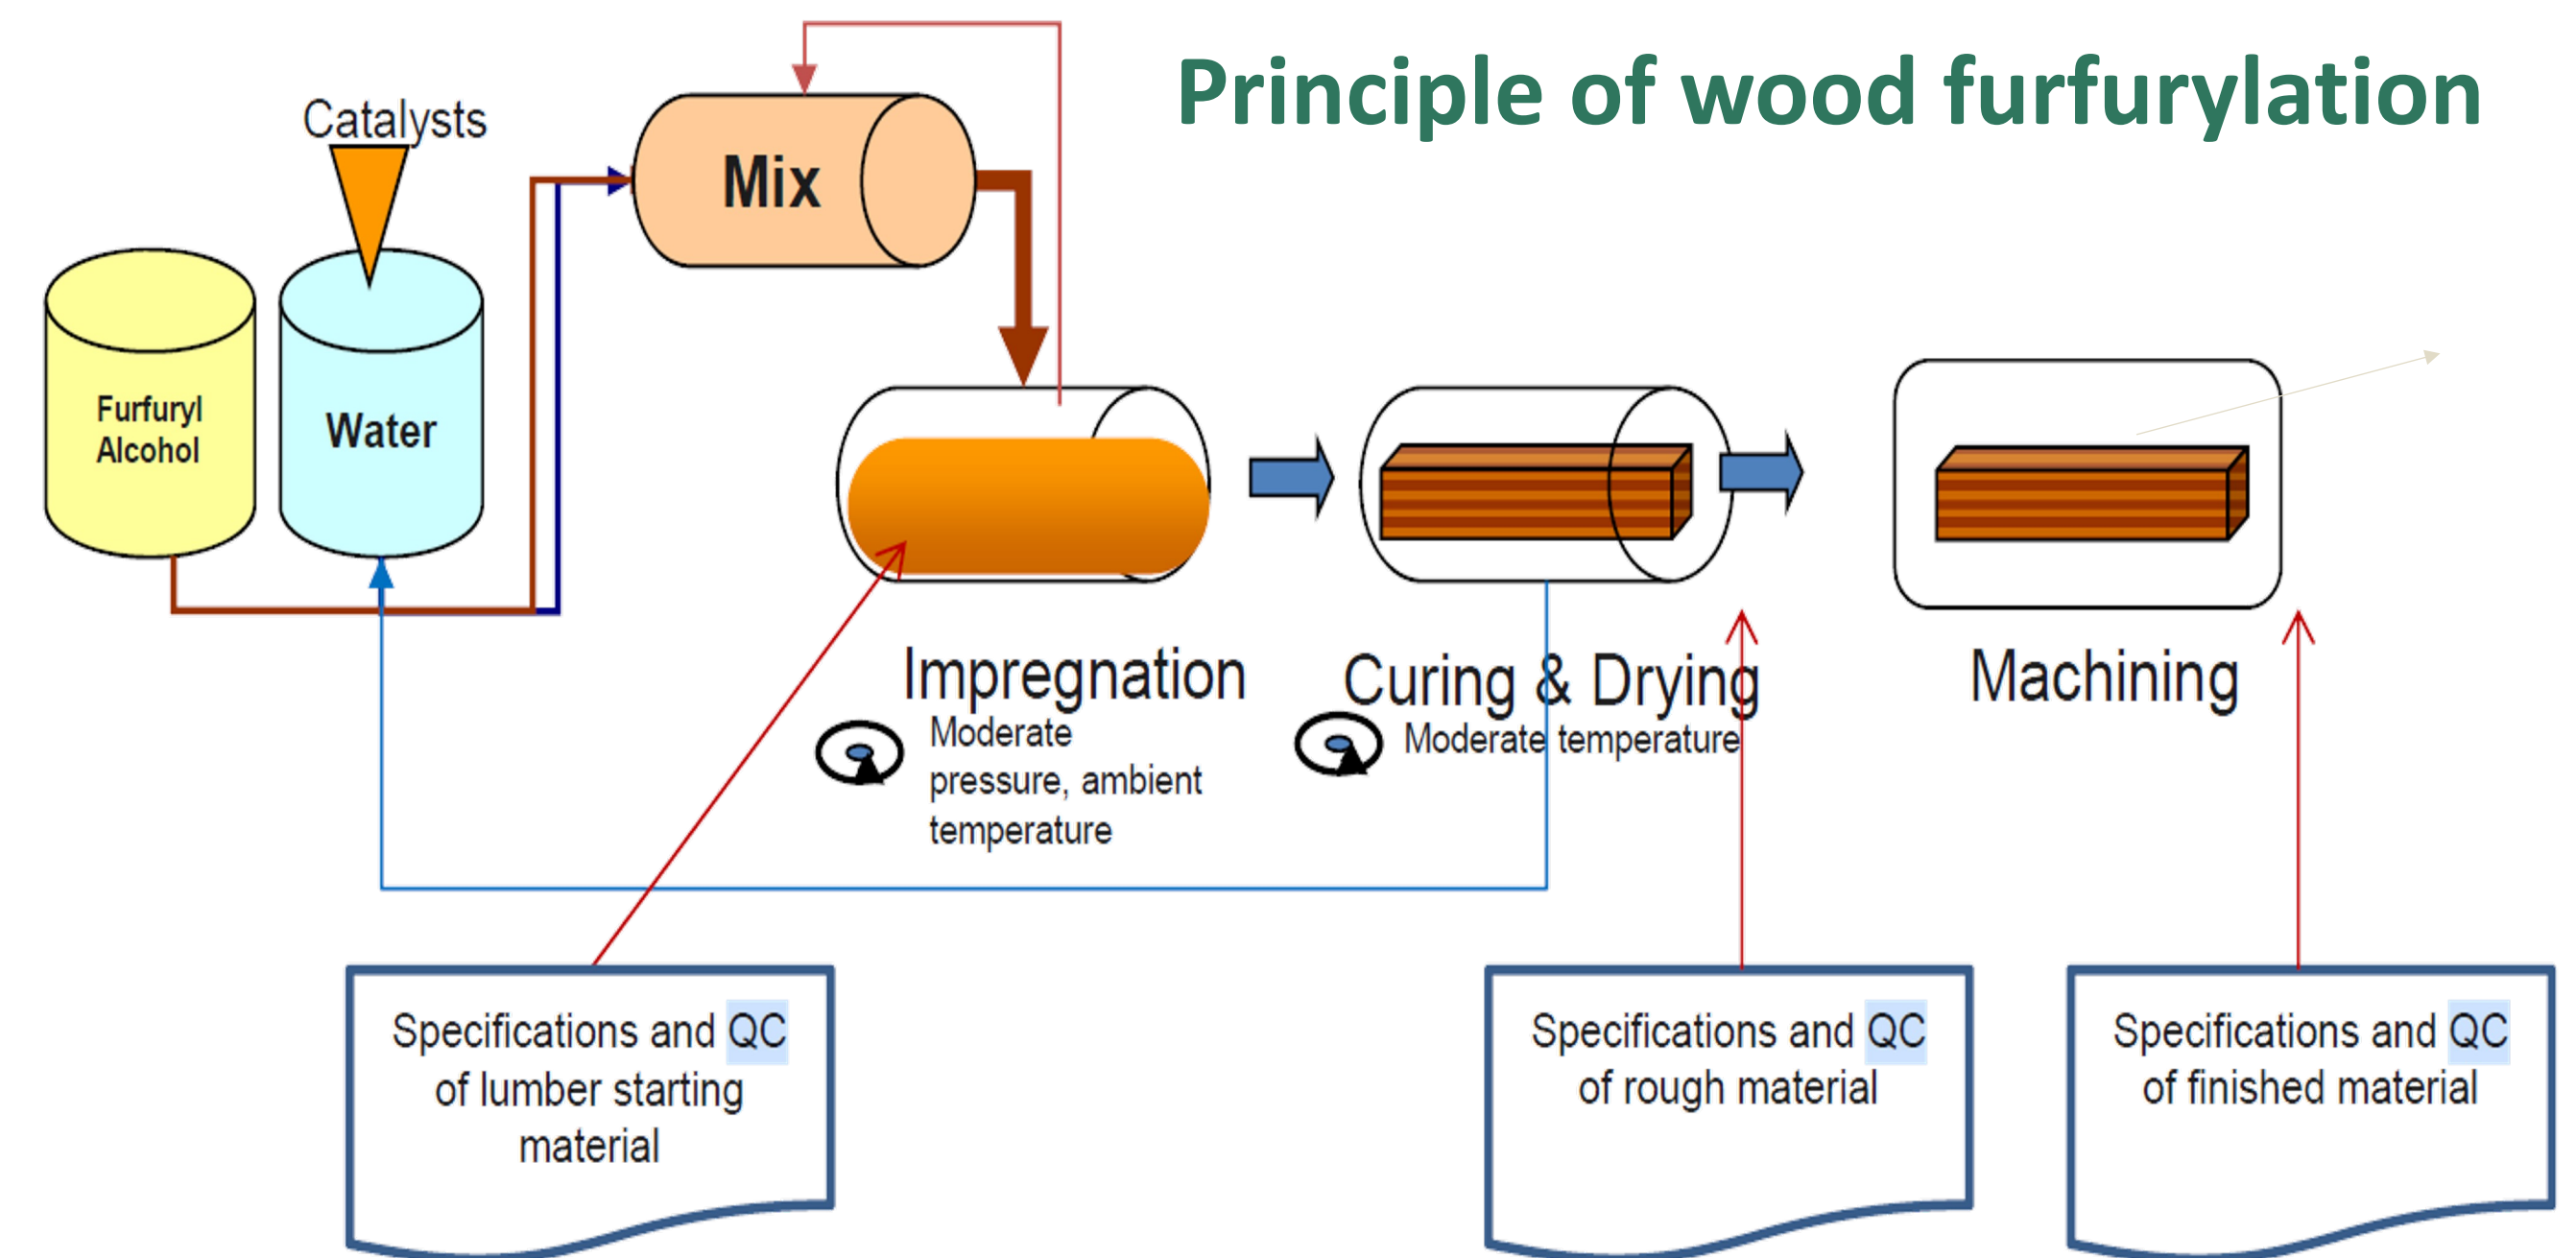 Principle of wood furfurylation
Catalysts
Mix
Furfuryl
Alcohol
Water
Impregnation
Moderate
pressure, ambient
temperature
Curing & Drying
Moderate temperature
Machining
Specifications and QC
of lumber starting
material
Specifications and QC
of rough material
Specifications and QC
of finished material